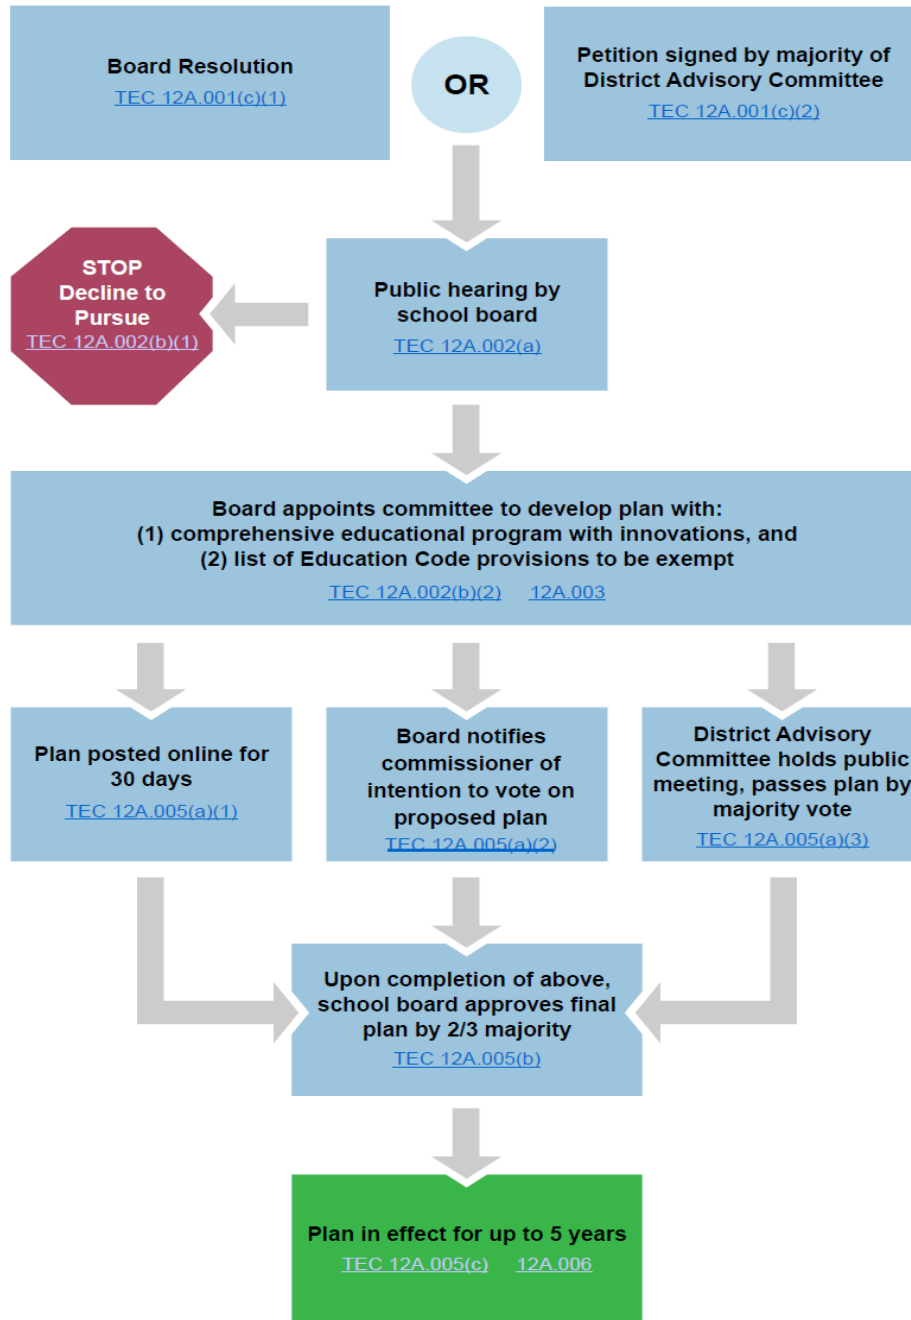 Board Resolution
TEC 12A.001(c)(1)
OR
Petition signed by majority of
District Advisory Committee
TEC 12A.001(c)(2)
STOP
Decline to
Pursue
TEC 12A.002(b)(1)
Public hearing by
school board
TEC 12A.002(a)
Board appoints committee to develop plan with:
(1) comprehensive educational program with innovations, and
(2) list of Education Code provisions to be exempt
TEC 12A.002(b)(2) 12A.003
Plan posted online for
30 days
TEC 12A.005(a)(1)
Board notifies
commissioner of
intention to vote on
proposed plan
TEC 12A.005(a)(2)
District Advisory
Committee holds public
meeting, passes plan by
majority vote
TEC 12A.005(a)(3)
Upon completion of above,
school board approves final
plan by 2/3 majority
TEC 12A.005(b)
Plan in effect for up to 5 years
TEC 12A.005(c) 12A.006